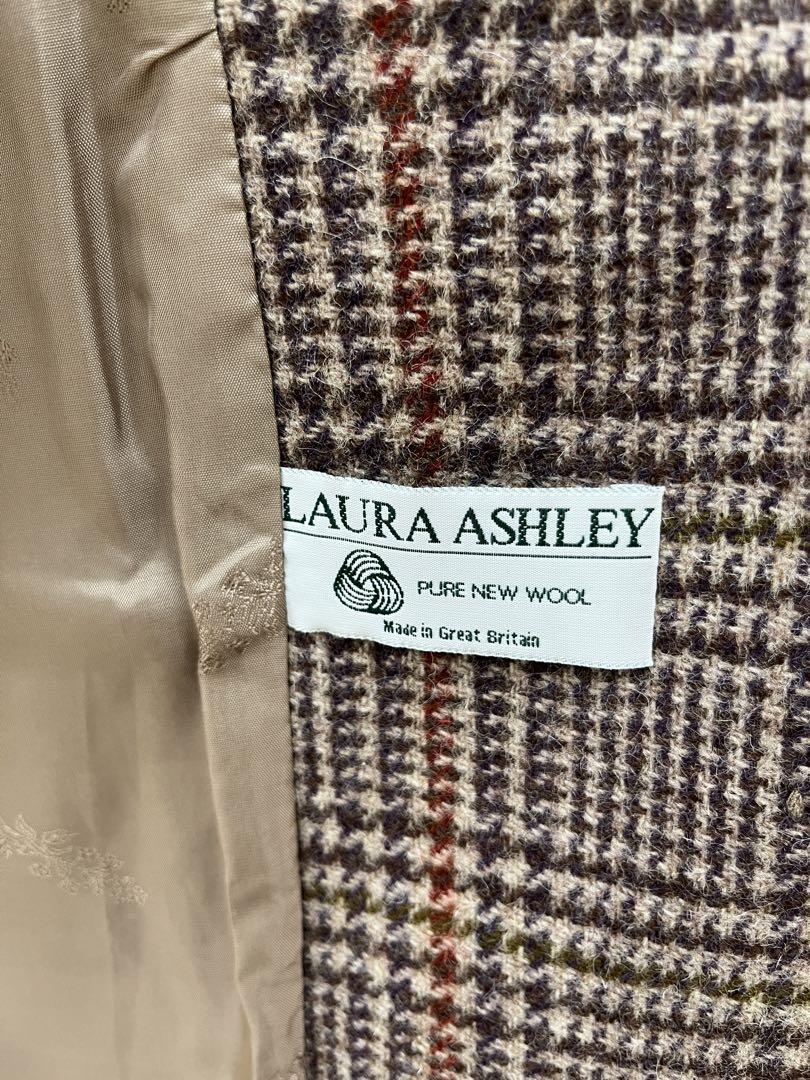 LAURA ASHLEY
PURE NEW WOOL
Made in Great Britain